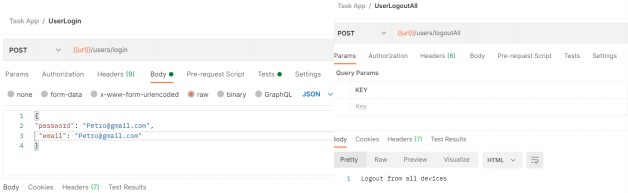 Task App / UserLogin
POST {{url}}/users/login
Params Authorization Headers (9) Body Pre-request Script Tests Settings
none form-data x-www-form-urlencoded raw binary GraphQL JSON
1 {
2 "password": "Petro@gmail.com",
3 "email": "Petro@gmail.com"
4 }
Body Cookies Headers (7) Test Results
Task App / UserLogoutAll
POST {{url}}/users/logoutAll
Params Authorization Headers (8) Body Pre-request Script Tests Settings
Query Params
KEY
Key
Body Cookies Headers (7) Test Results
Pretty Raw Preview Visualize HTML
1 Logout from all devices